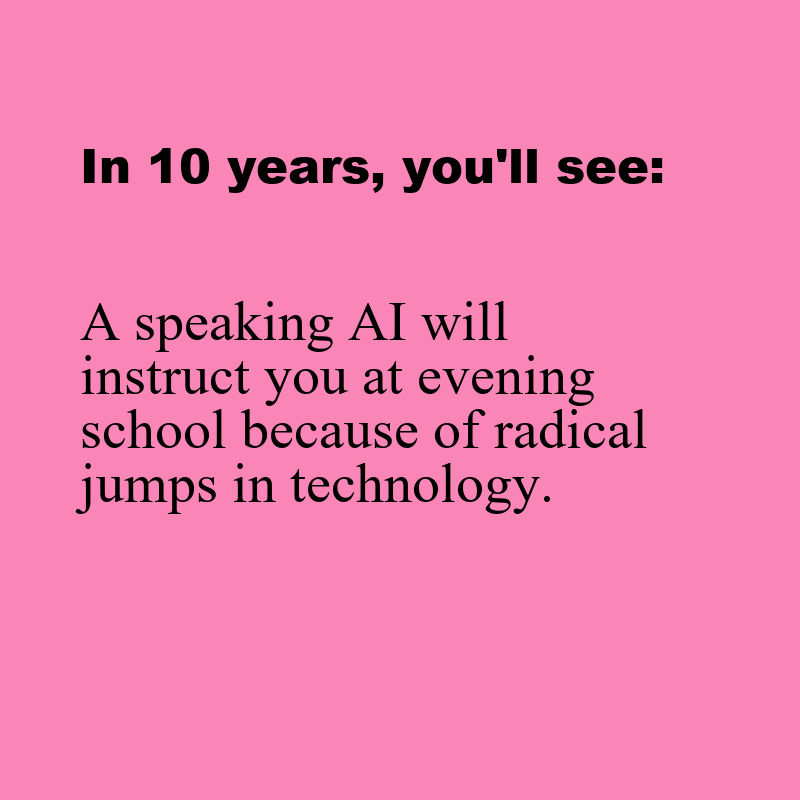 In 10 years, you'll see:
A speaking AI will
instruct you at evening
school because of radical
jumps in technology.